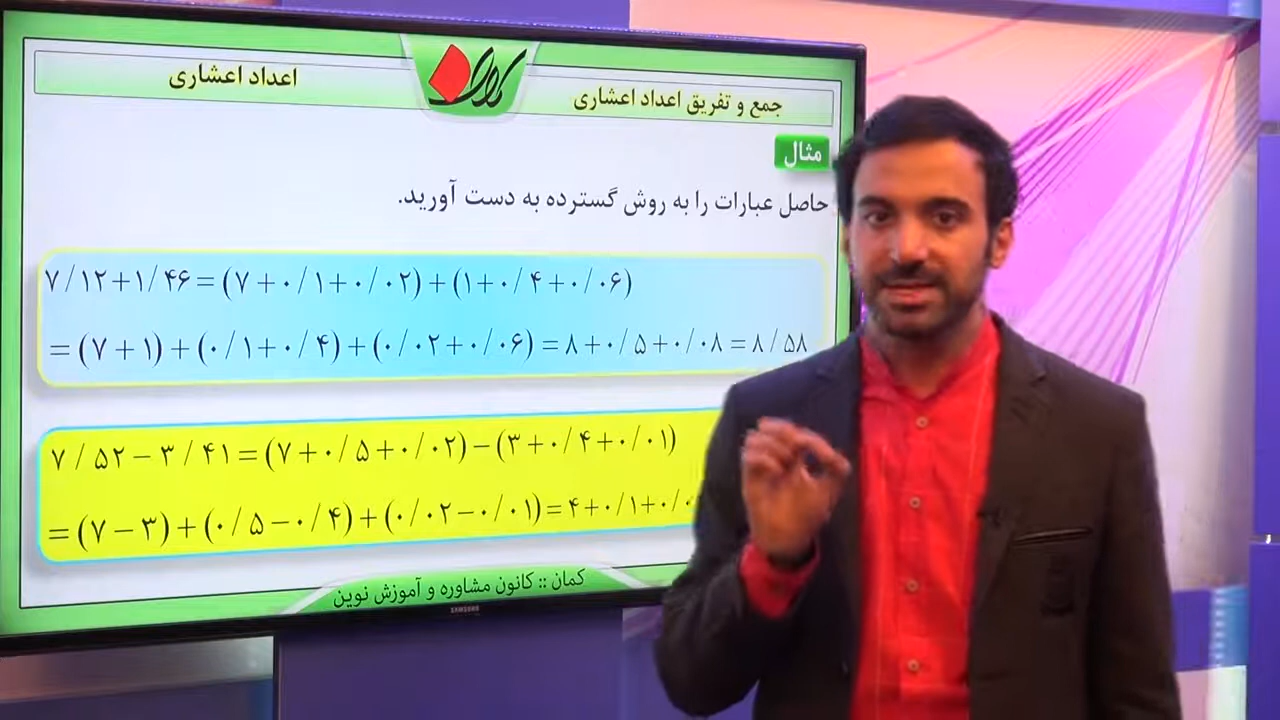 جمع و تفریق اعداد اعشاری
کمان
اعداد اعشاری
مثال
حاصل عبارات را به روش گسترده به دست آورید.
۷/۱۲+۱/۴۶=(۷+۰/۱+۰/۰۲)+(۱+۰/۴+۰/۰۶)
=(۷+۱)+(۰/۱+۰/۴)+(۰/۰۲+۰/۰۶)=۸+۰/۵+۰/۰۸=۸/۵۸
۷/۵۲-۳/۴۱=(۷+۰/۵+۰/۰۲)-(۳+۰/۴+۰/۰۱)
=(۷-۳)+(۰/۵-۰/۴)+(۰/۰۲-۰/۰۱)=۴+۰/۱+۰/۰
کمان :: کانون مشاوره و آموزش نوین
SAMSUNG